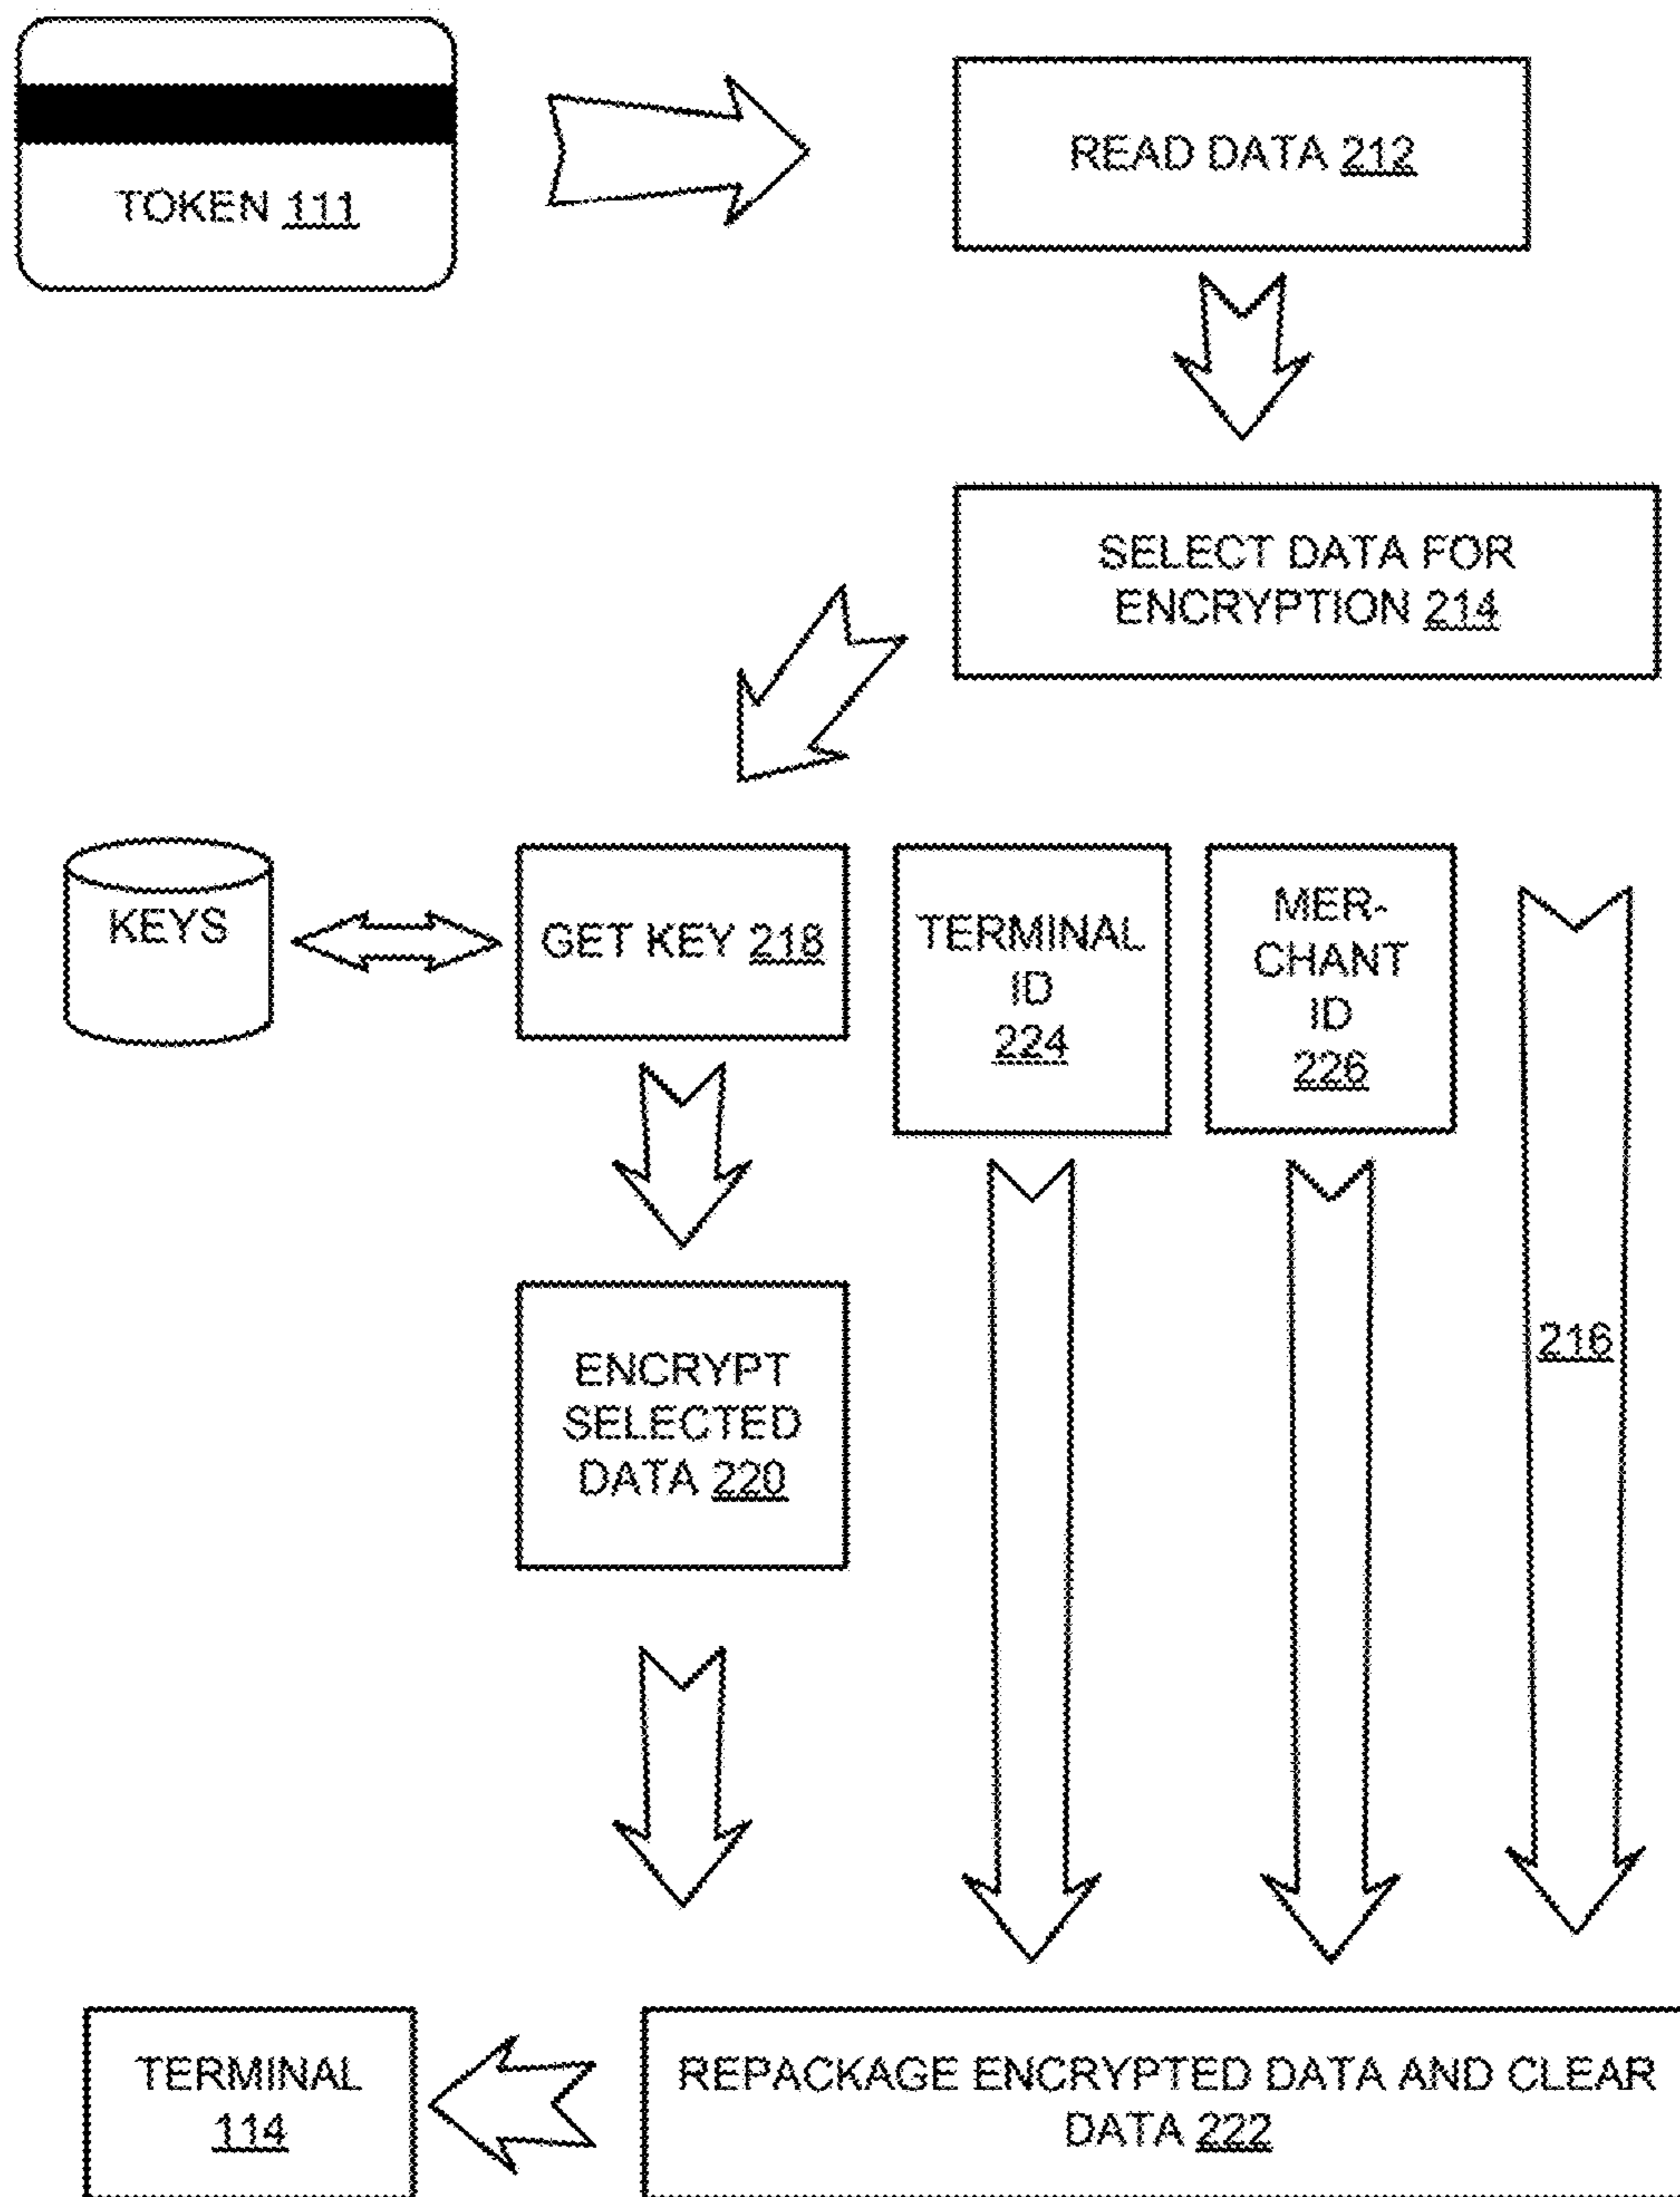 TOKEN 111
READ DATA 212
SELECT DATA FOR
ENCRYPTION 214
KEYS
GET KEY 218
TERMINAL
ID
224
MER-
CHANT
ID
226
216
ENCRYPT
SELECTED
DATA 220
TERMINAL
114
REPACKAGE ENCRYPTED DATA AND CLEAR
DATA 222